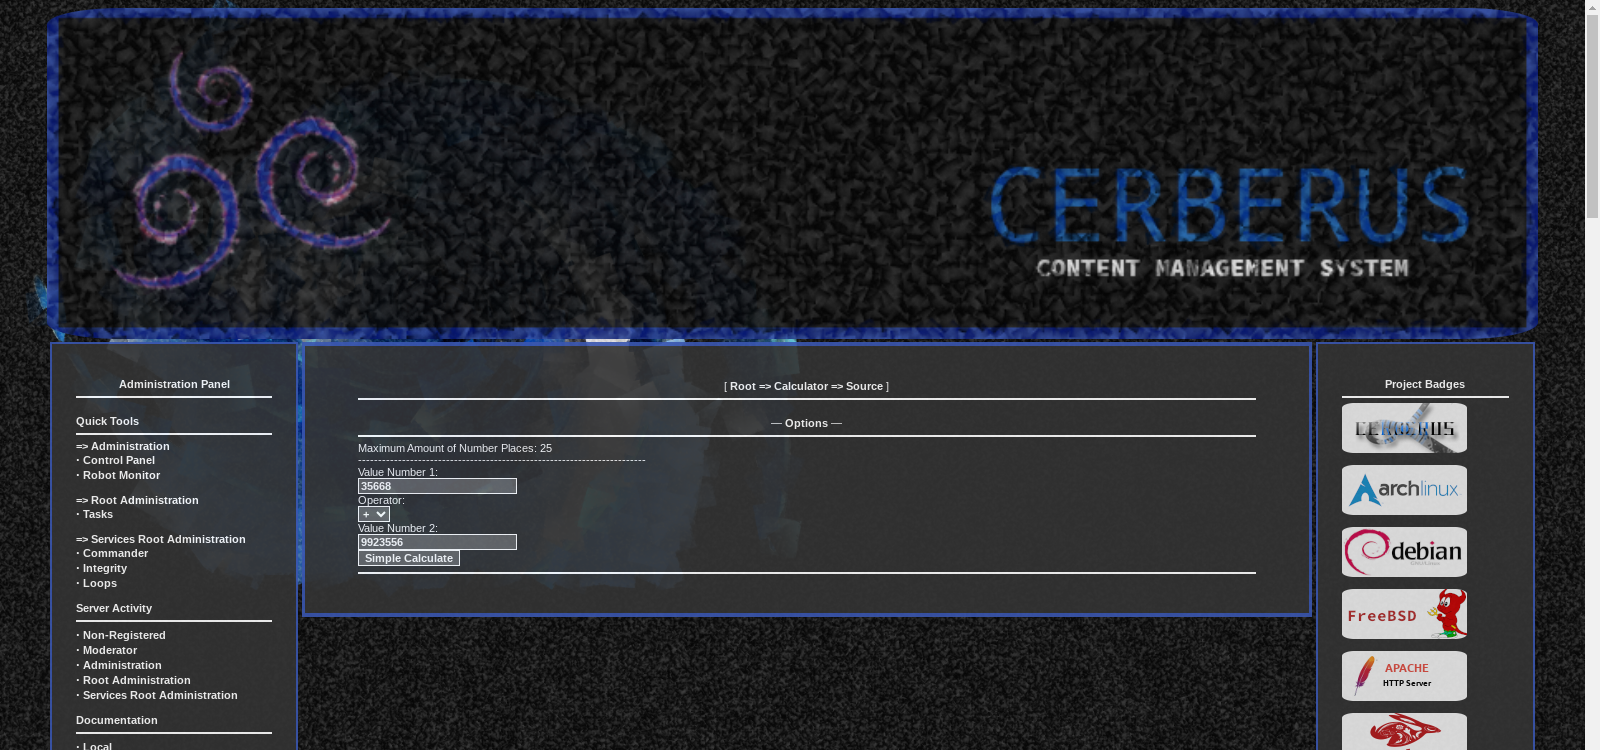 CERBERUS
CONTENT MANAGEMENT SYSTEM
Administration Panel
Quick Tools
=> Administration
· Control Panel
· Robot Monitor
=> Root Administration
· Tasks
=> Services Root Administration
· Commander
· Integrity
· Loops
Server Activity
· Non-Registered
· Moderator
· Administration
· Root Administration
· Services Root Administration
Documentation
· Local
[ Root => Calculator => Source ]
— Options —
Maximum Amount of Number Places: 25
------------------------------------------------------------------------
Value Number 1:
35668
Operator:
+
Value Number 2:
9923556
Simple Calculate
Project Badges
CERBERUS
archlinux
debian
FreeBSD
APACHE
HTTP Server